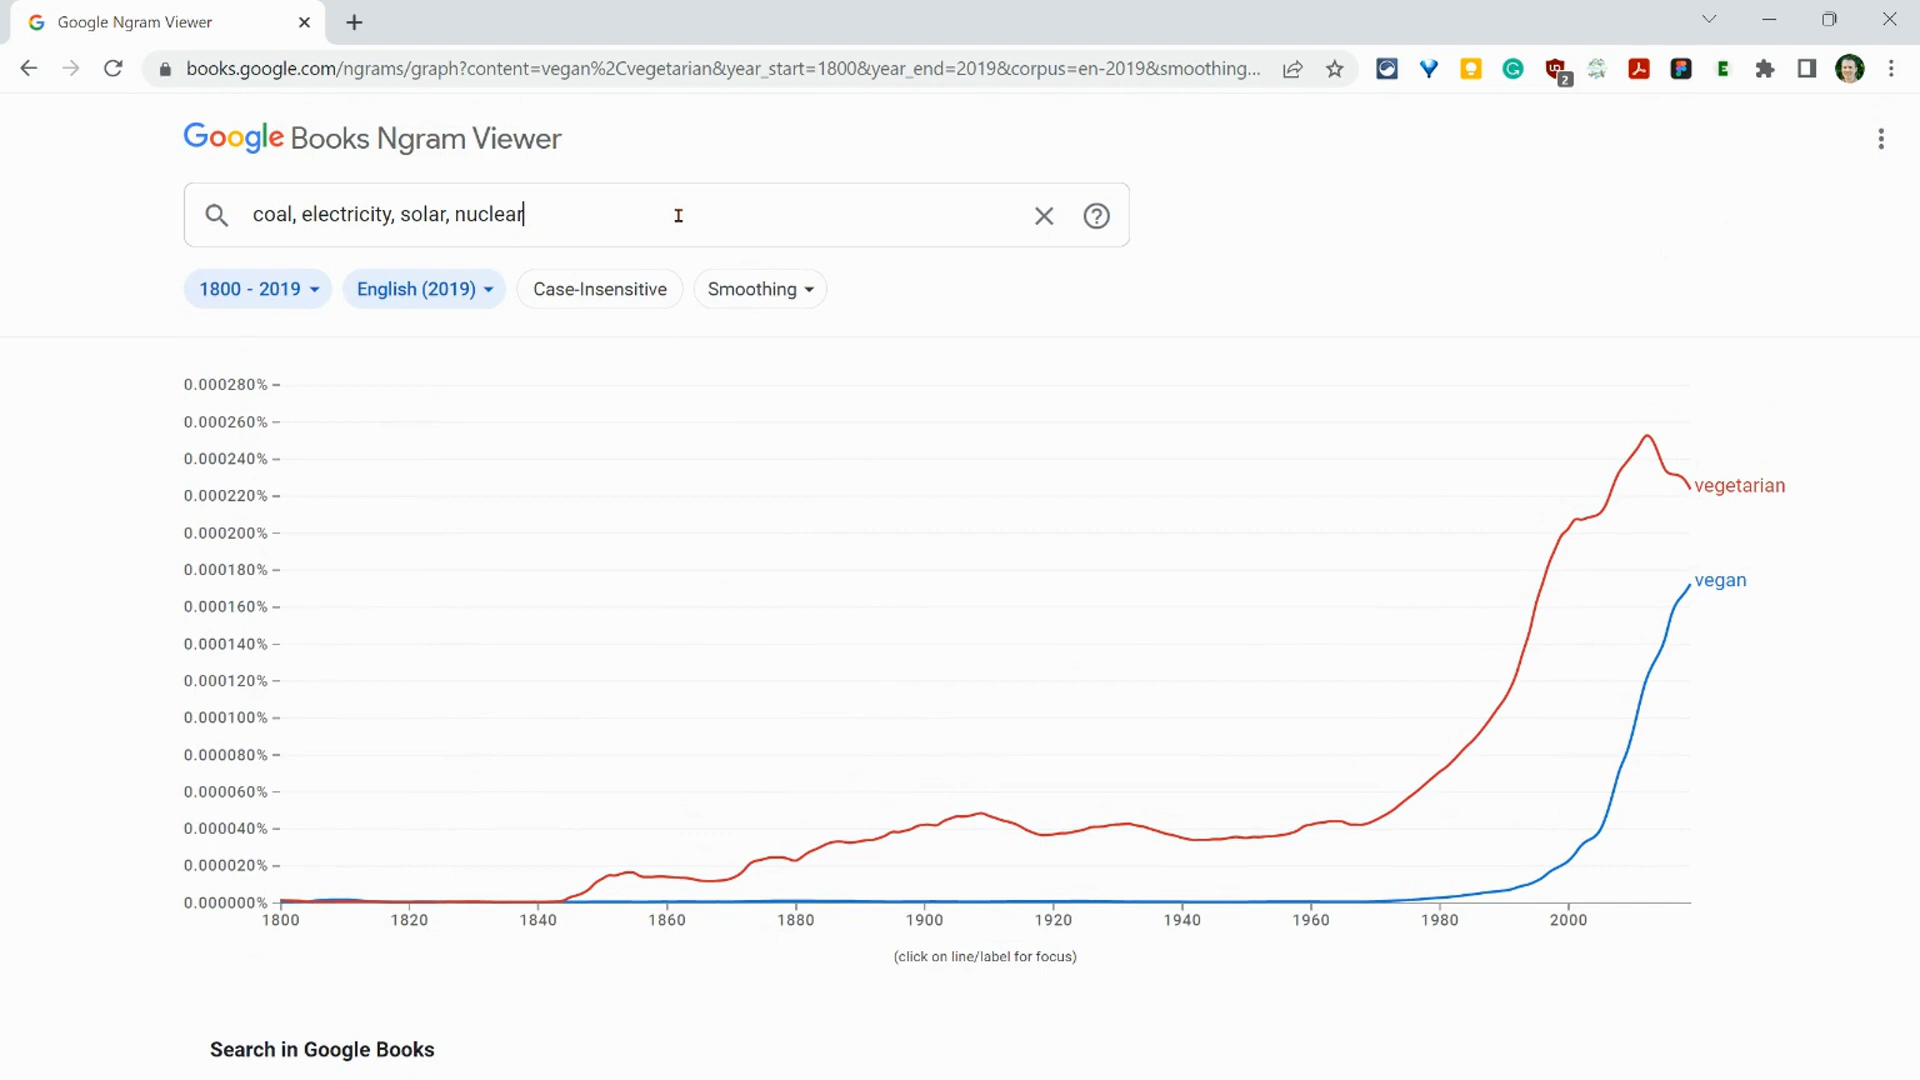 Google Ngram Viewer
books.google.com/ngrams/graph?content=vegan%2Cvegetarian&year_start=1800&year_end=2019&corpus=en-2019&smoothing...
2
Google Books Ngram Viewer
coal, electricity, solar, nuclear
1800 - 2019
English (2019)
Case-Insensitive
Smoothing
0.000280%
0.000260%
0.000240%
0.000220%
0.000200%
0.000180%
0.000160%
0.000140%
0.000120%
0.000100%
0.000080%
0.000060%
0.000040%
0.000020%
0.000000%
vegetarian
vegan
1800 1820 1840 1860 1880 1900 1920 1940 1960 1980 2000
(click on line/label for focus)
Search in Google Books